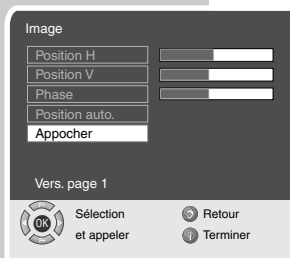 Image
Position H
Position V
Phase
Position auto.
Appocher
Vers. page 1
Sélection
et appeler
OK
Retour
Terminer